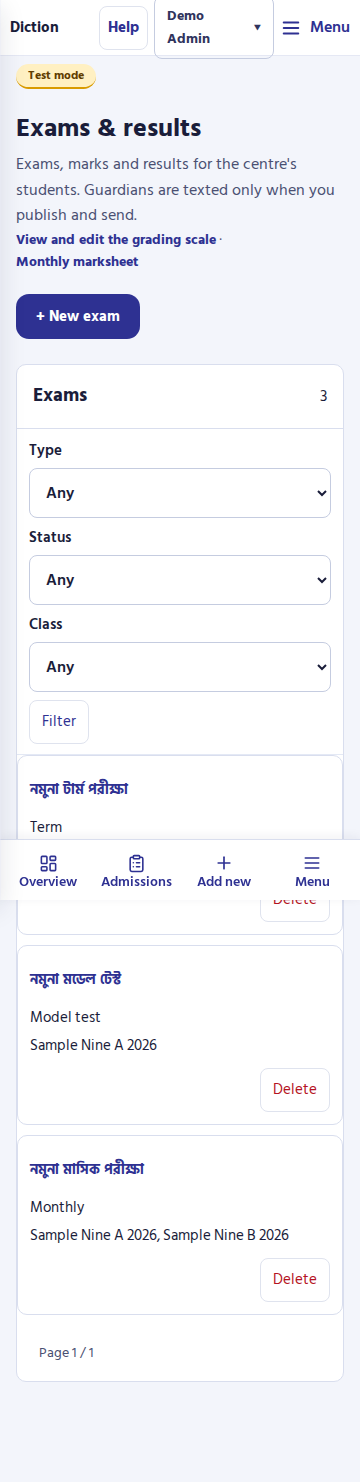 Diction
Help
Demo
Admin
Menu
Test mode
Exams & results
Exams, marks and results for the centre's
students. Guardians are texted only when you
publish and send.
View and edit the grading scale ·
Monthly marksheet
+ New exam
Exams 3
Type
Any
Status
Any
Class
Any
Filter
নমুনা টার্ম পরীক্ষা
Term
Overview
Admissions
Add new
Menu
Delete
নমুনা মডেল টেস্ট
Model test
Sample Nine A 2026
Delete
নমুনা মাসিক পরীক্ষা
Monthly
Sample Nine A 2026, Sample Nine B 2026
Delete
Page 1 / 1